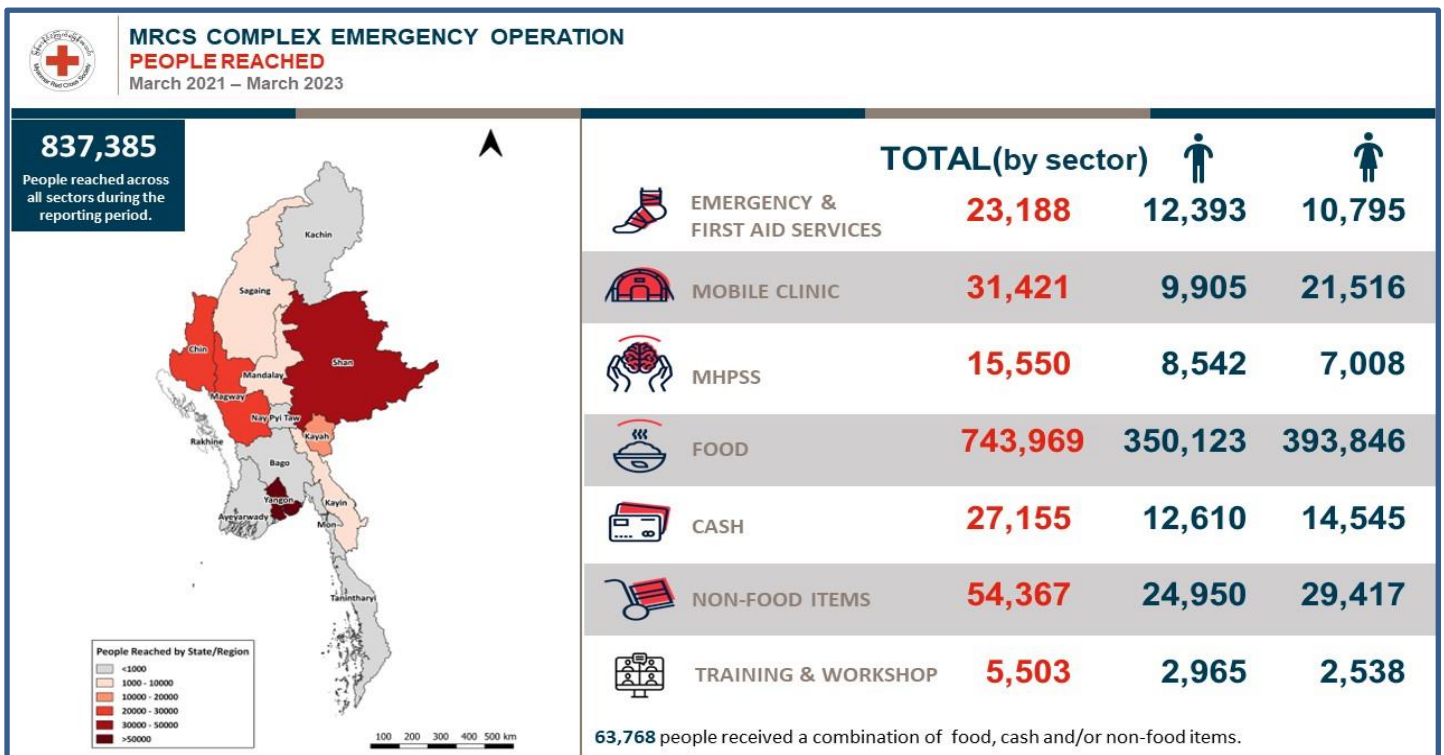 Myanmar Red Cross Society
MRCS COMPLEX EMERGENCY OPERATION
PEOPLE REACHED
March 2021 – March 2023
837,385
People reached across
all sectors during the
reporting period.
Kachin
Sagaing
Chin
Shan
Mandalay
Magway
Nay Pyi Taw
Rakhine
Kayah
Bago
Yangon
Ayeyarwady
Kayin
Mon
Tanintharyi
People Reached by State/Region
<1000
1000 - 10000
10000 - 20000
20000 - 30000
30000 - 50000
>50000
100 200 300 400 500 km
TOTAL(by sector)
EMERGENCY &
FIRST AID SERVICES
23,188 12,393 10,795
MOBILE CLINIC 31,421 9,905 21,516
MHPSS 15,550 8,542 7,008
FOOD 743,969 350,123 393,846
CASH 27,155 12,610 14,545
NON-FOOD ITEMS 54,367 24,950 29,417
TRAINING & WORKSHOP 5,503 2,965 2,538
63,768 people received a combination of food, cash and/or non-food items.